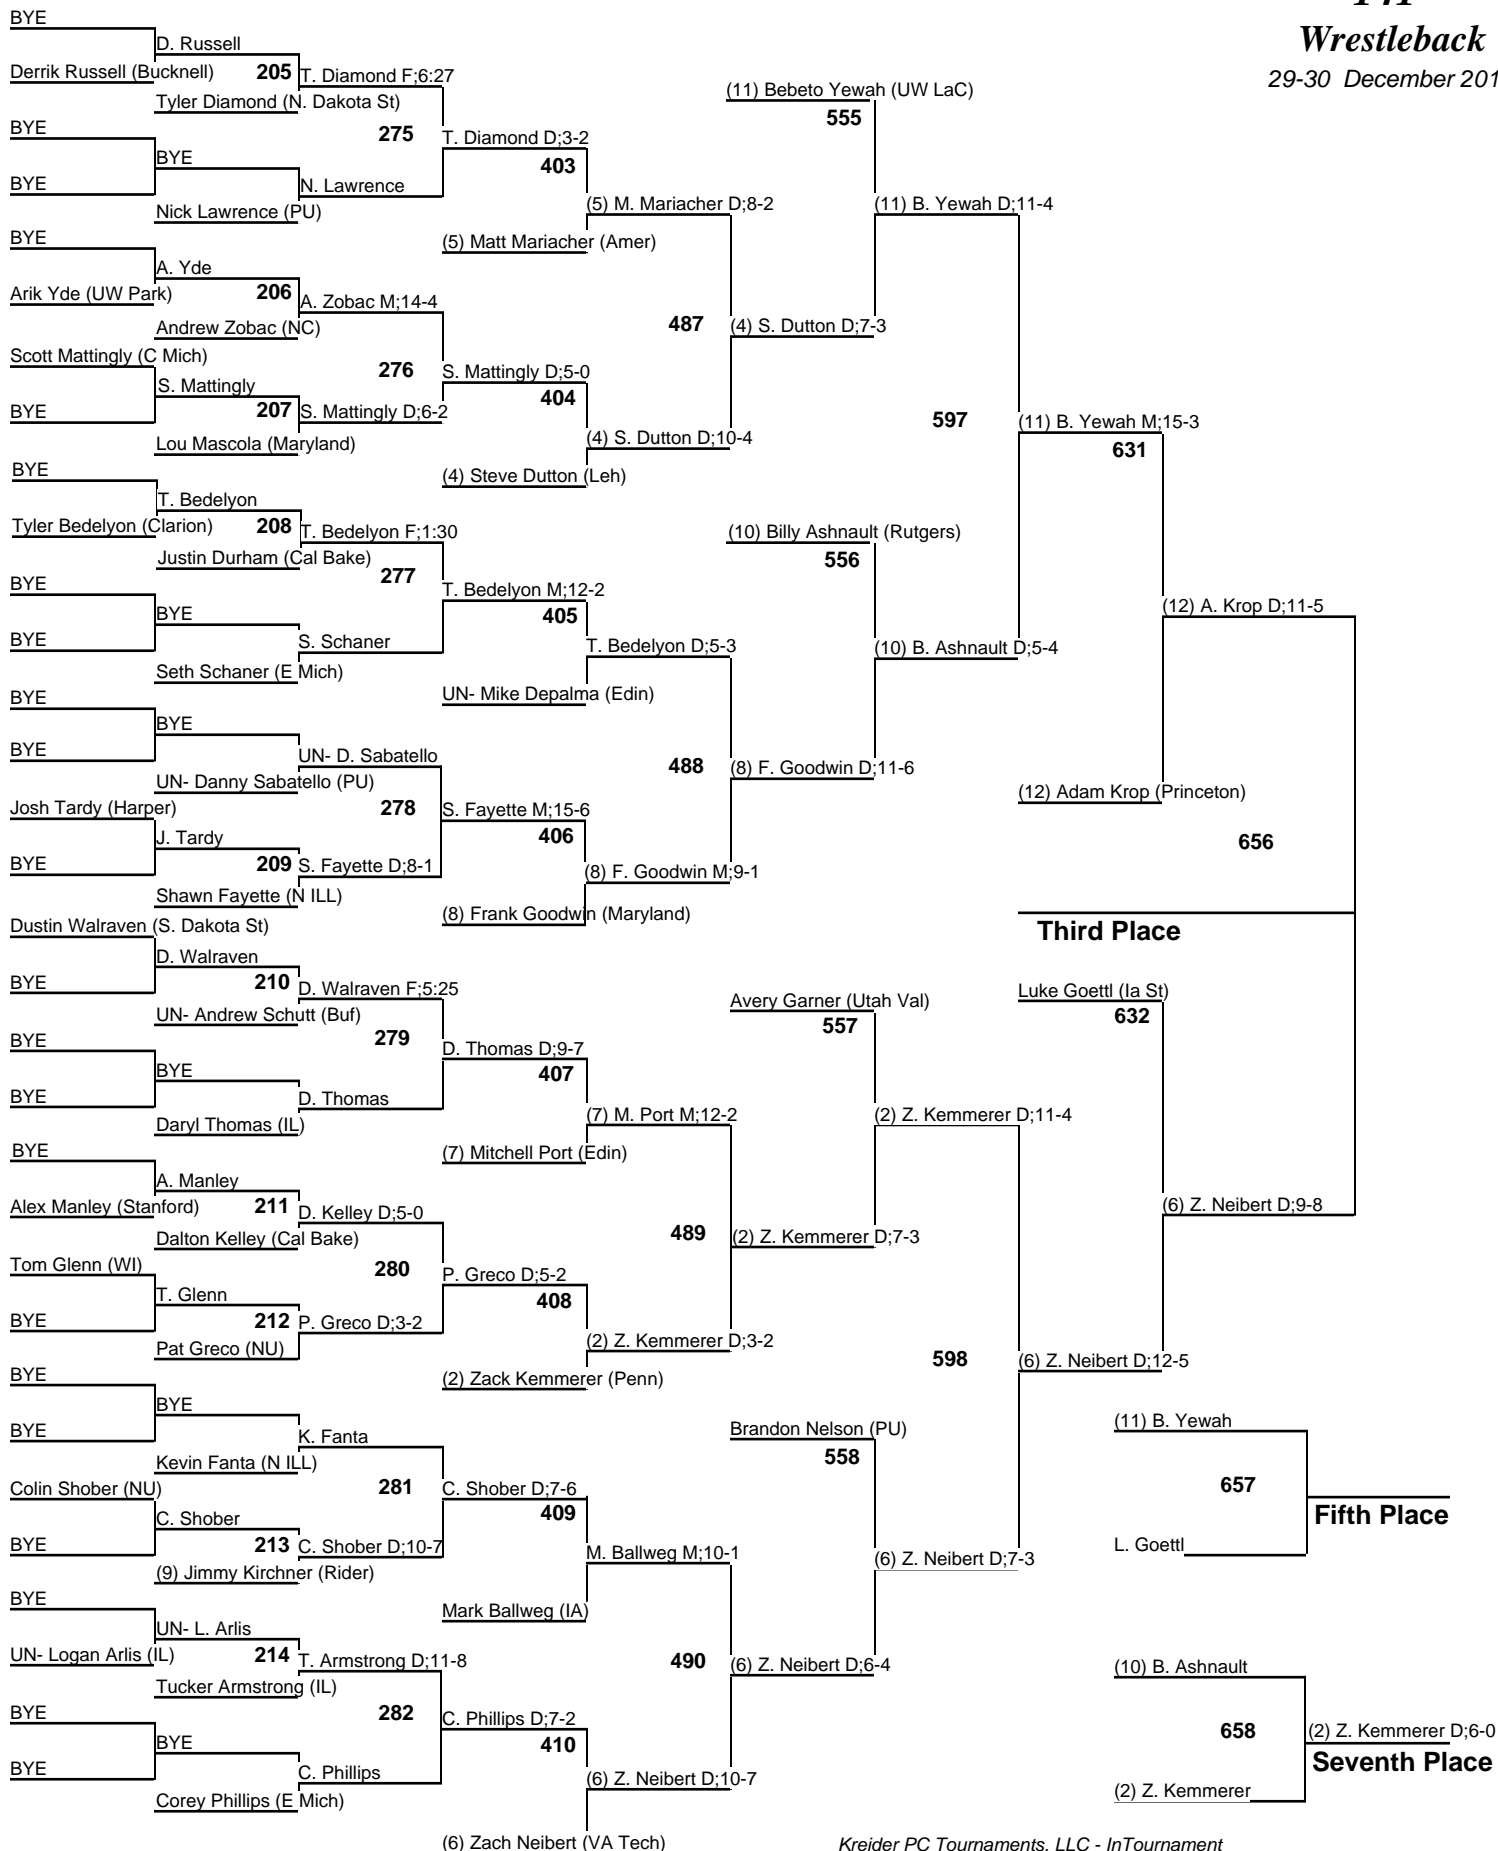 Wrestleback
29-30 December 201
BYE
D. Russell
Derrik Russell (Bucknell)
205
T. Diamond F;6:27
Tyler Diamond (N. Dakota St)
BYE
275
T. Diamond D;3-2
BYE
403
BYE
N. Lawrence
Nick Lawrence (PU)
(5) M. Mariacher D;8-2
(5) Matt Mariacher (Amer)
BYE
A. Yde
Arik Yde (UW Park)
206
A. Zobac M;14-4
Andrew Zobac (NC)
487
(4) S. Dutton D;7-3
Scott Mattingly (C Mich)
276
S. Mattingly D;5-0
S. Mattingly
404
BYE
207
S. Mattingly D;6-2
Lou Mascola (Maryland)
(4) S. Dutton D;10-4
(4) Steve Dutton (Leh)
(11) Bebeto Yewah (UW LaC)
555
(11) B. Yewah D;11-4
597
(11) B. Yewah M;15-3
631
BYE
T. Bedelyon
Tyler Bedelyon (Clarion)
208
T. Bedelyon F;1:30
Justin Durham (Cal Bake)
277
BYE
T. Bedelyon M;12-2
BYE
405
BYE
S. Schaner
Seth Schaner (E Mich)
T. Bedelyon D;5-3
UN- Mike Depalma (Edin)
(10) Billy Ashnault (Rutgers)
556
(10) B. Ashnault D;5-4
(12) A. Krop D;11-5
BYE
BYE
BYE
UN- D. Sabatello
UN- Danny Sabatello (PU)
488
(8) F. Goodwin D;11-6
Josh Tardy (Harper)
278
S. Fayette M;15-6
J. Tardy
406
BYE
209
S. Fayette D;8-1
Shawn Fayette (N ILL)
(8) F. Goodwin M;9-1
(8) Frank Goodwin (Maryland)
(12) Adam Krop (Princeton)
656
Third Place
Dustin Walraven (S. Dakota St)
D. Walraven
BYE
210
D. Walraven F;5:25
UN- Andrew Schutt (Buf)
279
BYE
D. Thomas D;9-7
BYE
407
BYE
D. Thomas
Daryl Thomas (IL)
(7) M. Port M;12-2
(7) Mitchell Port (Edin)
Avery Garner (Utah Val)
557
Luke Goettl (Ia St)
632
(2) Z. Kemmerer D;11-4
BYE
A. Manley
Alex Manley (Stanford)
211
D. Kelley D;5-0
Dalton Kelley (Cal Bake)
489
(2) Z. Kemmerer D;7-3
(6) Z. Neibert D;9-8
Tom Glenn (WI)
280
P. Greco D;5-2
T. Glenn
408
BYE
212
P. Greco D;3-2
Pat Greco (NU)
(2) Z. Kemmerer D;3-2
(2) Zack Kemmerer (Penn)
598
(6) Z. Neibert D;12-5
BYE
BYE
BYE
K. Fanta
Kevin Fanta (N ILL)
Brandon Nelson (PU)
558
(11) B. Yewah
657
Fifth Place
L. Goettl
Colin Shober (NU)
281
C. Shober D;7-6
C. Shober
409
BYE
213
C. Shober D;10-7
(9) Jimmy Kirchner (Rider)
M. Ballweg M;10-1
(6) Z. Neibert D;7-3
Mark Ballweg (IA)
BYE
UN- L. Arlis
UN- Logan Arlis (IL)
214
T. Armstrong D;11-8
Tucker Armstrong (IL)
490
(6) Z. Neibert D;6-4
BYE
282
C. Phillips D;7-2
BYE
410
BYE
C. Phillips
Corey Phillips (E Mich)
(6) Z. Neibert D;10-7
(6) Zach Neibert (VA Tech)
(10) B. Ashnault
658
(2) Z. Kemmerer D;6-0
Seventh Place
(2) Z. Kemmerer
Kreider PC Tournaments, LLC - InTournament